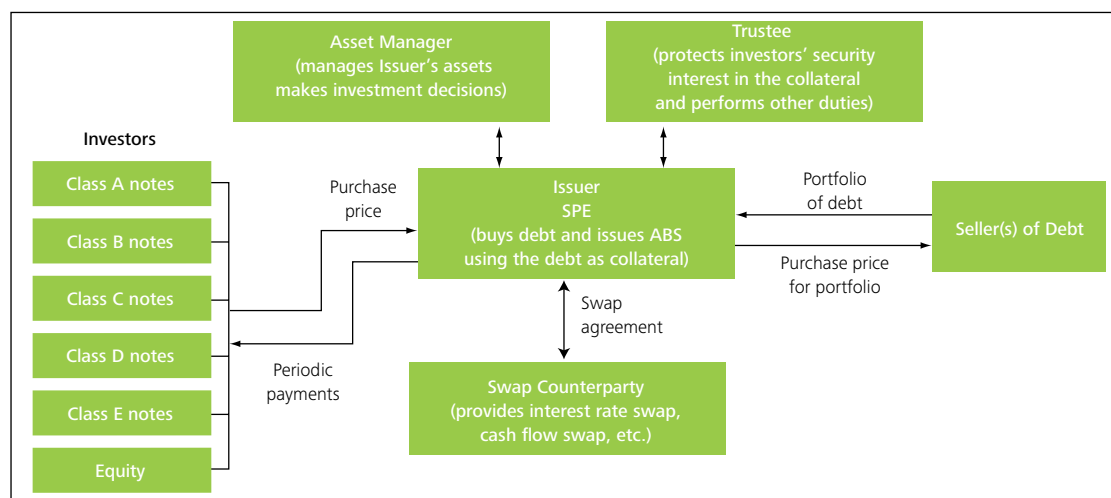 Asset Manager
(manages Issuer's assets
makes investment decisions)
Trustee
(protects investors' security
interest in the collateral
and performs other duties)
Investors
Class A notes
Class B notes
Class C notes
Class D notes
Class E notes
Equity
Purchase
price
Periodic
payments
Issuer
SPE
(buys debt and issues ABS
using the debt as collateral)
Swap
agreement
Swap Counterparty
(provides interest rate swap,
cash flow swap, etc.)
Portfolio
of debt
Purchase price
for portfolio
Seller(s) of Debt